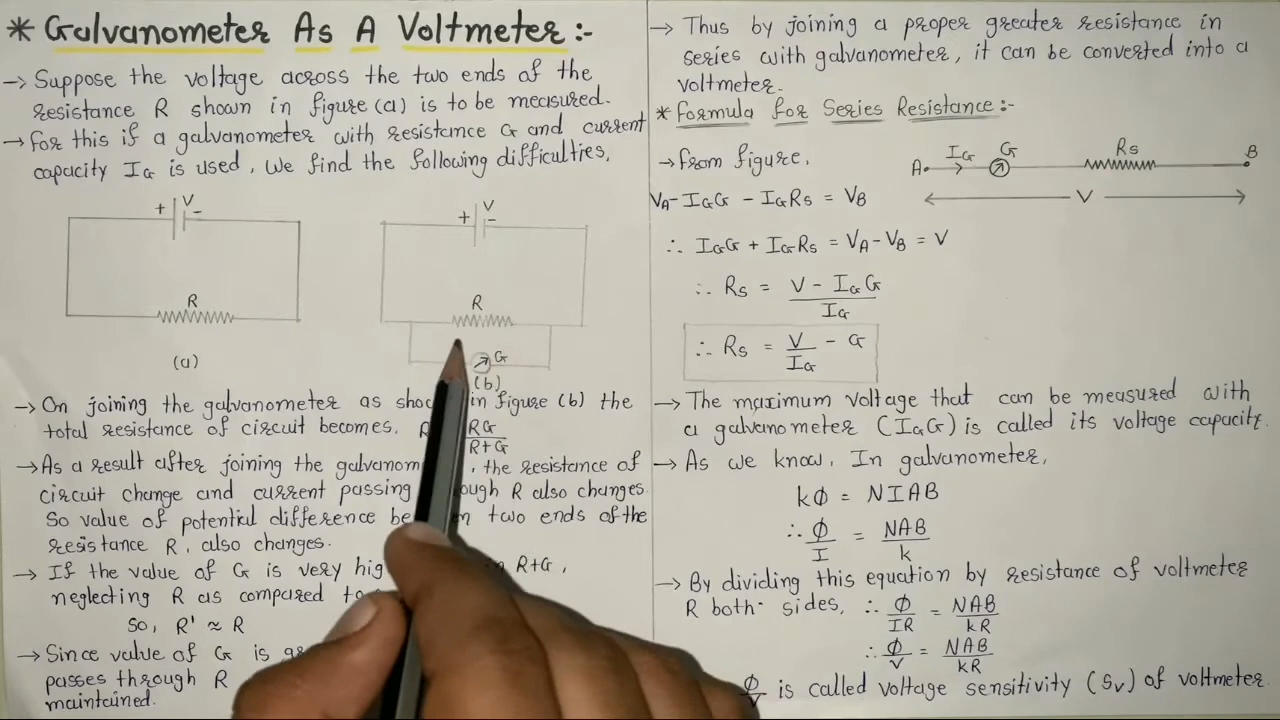 * Galvanometer As A Voltmeter :-
→ Suppose the voltage across the two ends of the
resistance R shown in figure (a) is to be measured.
→ For this if a galvanometer with resistance G and current
capacity IG is used, We find the following difficulties,
+ V -
R
(a)
+ V -
R
G
(b)
→ On joining the galvanometer as in figure (b) the
total resistance of circuit becomes, RG
R+G
→ As a result after joining the , the resistance of
circuit change and current passing R also changes.
So value of potential difference two ends of the
resistance R, also changes.
→ If the value of G is very R+G,
neglecting R as compared
So, R' ≈ R
→ Since value of G is
passes through R
maintained.
→ Thus by joining a proper greater resistance in
series with galvanometer, it can be converted into a
voltmeter.
* Formula for Series Resistance :-
→ From figure,
A IG G Rs B
V
VA - IGG - IGRs = VB
∴ IGG + IGRs = VA - VB = V
∴ Rs = V - IGG
IG
∴ Rs = V/IG - G
→ The maximum voltage that can be measured with
a galvanometer (IGG) is called its voltage capacity.
→ As we know, In galvanometer,
kΦ = NIAB
∴ Φ/I = NAB/k
→ By dividing this equation by resistance of voltmeter
R both sides, ∴ Φ/IR = NAB/kR
∴ Φ/V = NAB/kR
Φ/V is called voltage sensitivity (Sv) of voltmeter.